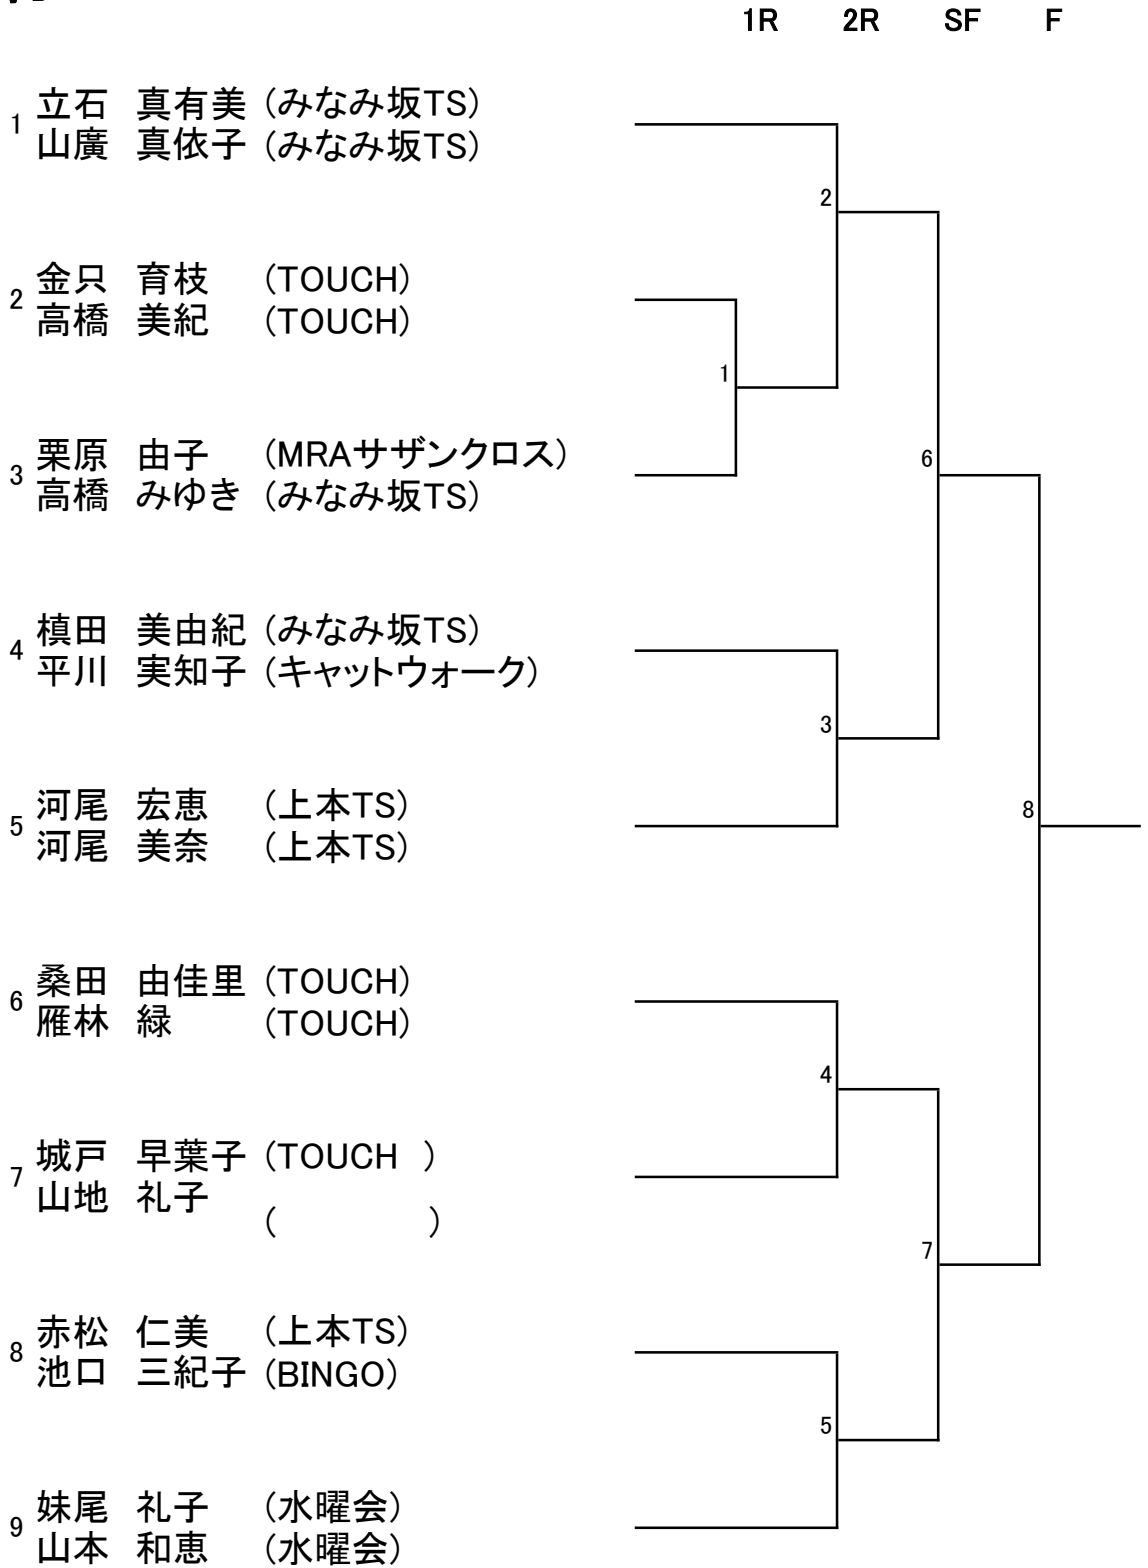 1R 2R SF F
1 立石 真有美 (みなみ坂TS)
山廣 真依子 (みなみ坂TS)
2
2 金只 育枝 (TOUCH)
高橋 美紀 (TOUCH)
1
3 栗原 由子 (MRAサザンクロス)
高橋 みゆき (みなみ坂TS)
6
4 槙田 美由紀 (みなみ坂TS)
平川 実知子 (キャットウォーク)
3
5 河尾 宏恵 (上本TS)
河尾 美奈 (上本TS)
8
6 桑田 由佳里 (TOUCH)
雁林 緑 (TOUCH)
4
7 城戸 早葉子 (TOUCH )
山地 礼子
( )
7
8 赤松 仁美 (上本TS)
池口 三紀子 (BINGO)
5
9 妹尾 礼子 (水曜会)
山本 和恵 (水曜会)